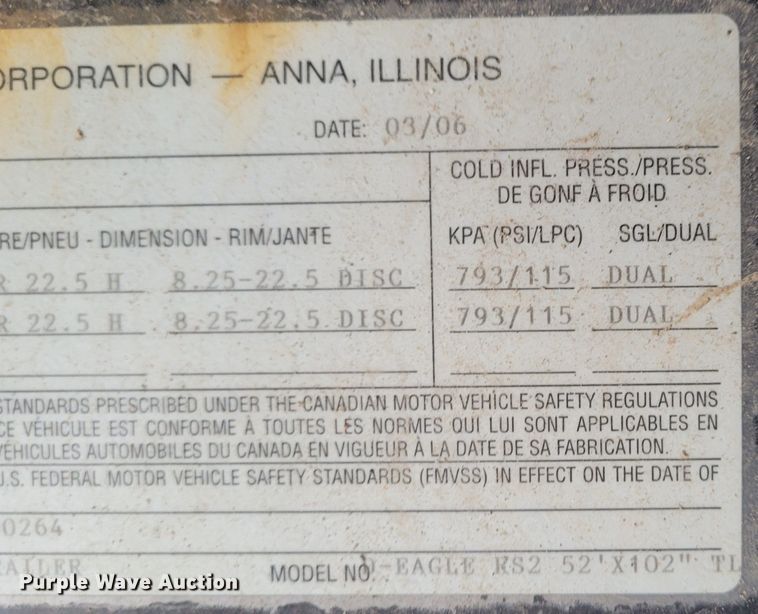 ORPORATION — ANNA, ILLINOIS
DATE: 03/06
COLD INFL. PRESS./PRESS.
DE GONF À FROID
RE/PNEU - DIMENSION - RIM/JANTE KPA (PSI/LPC) SGL/DUAL
R 22.5 H 8.25-22.5 DISC 793/115 DUAL
R 22.5 H 8.25-22.5 DISC 793/115 DUAL
STANDARDS PRESCRIBED UNDER THE CANADIAN MOTOR VEHICLE SAFETY REGULATIONS
CE VÉHICULE EST CONFORME À TOUTES LES NORMES QUI LUI SONT APPLICABLES EN
VÉHICULES AUTOMOBILES DU CANADA EN VIGUEUR À LA DATE DE SA FABRICATION.
U.S. FEDERAL MOTOR VEHICLE SAFETY STANDARDS (FMVSS) IN EFFECT ON THE DATE OF
0264
RAILER MODEL NO. D-EAGLE RS2 52'X102" TL
Purple Wave Auction